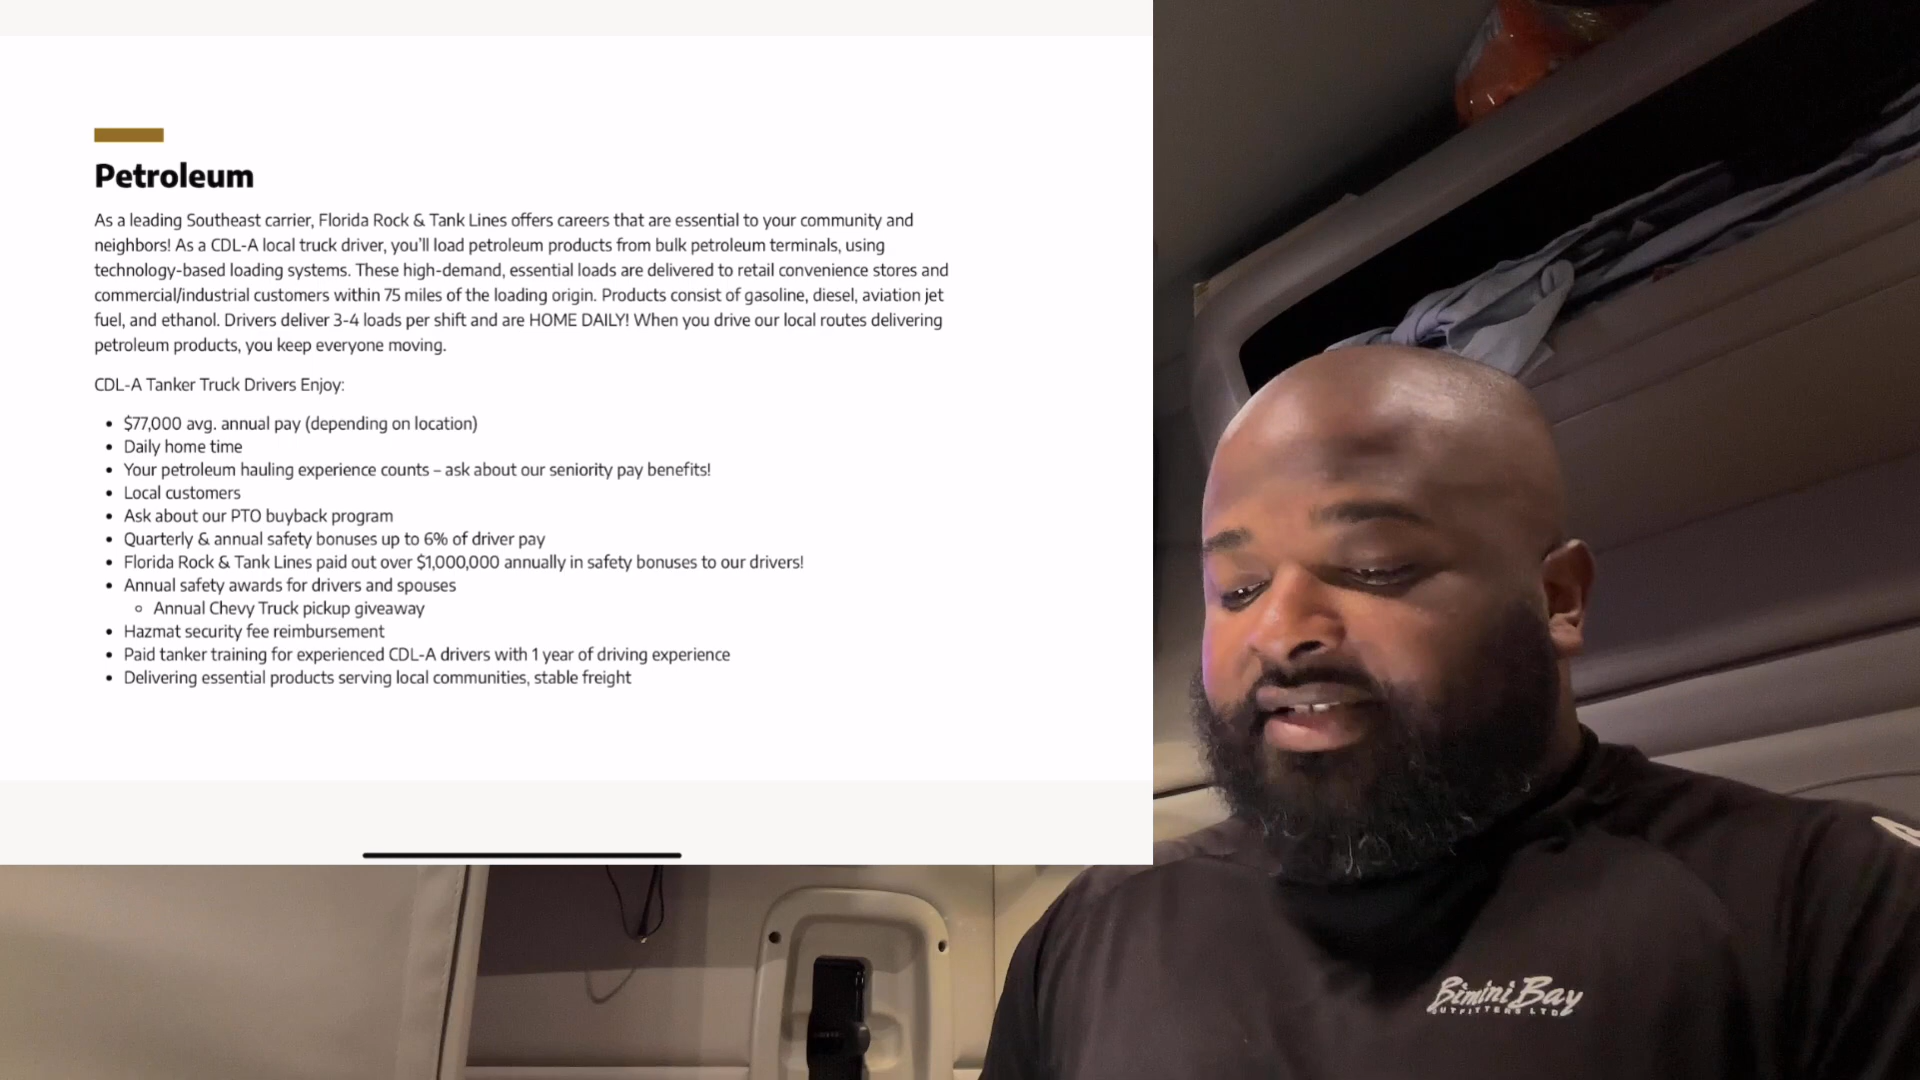 Petroleum
As a leading Southeast carrier, Florida Rock & Tank Lines offers careers that are essential to your community and
neighbors! As a CDL-A local truck driver, you'll load petroleum products from bulk petroleum terminals, using
technology-based loading systems. These high-demand, essential loads are delivered to retail convenience stores and
commercial/industrial customers within 75 miles of the loading origin. Products consist of gasoline, diesel, aviation jet
fuel, and ethanol. Drivers deliver 3-4 loads per shift and are HOME DAILY! When you drive our local routes delivering
petroleum products, you keep everyone moving.
CDL-A Tanker Truck Drivers Enjoy:
• $77,000 avg. annual pay (depending on location)
• Daily home time
• Your petroleum hauling experience counts – ask about our seniority pay benefits!
• Local customers
• Ask about our PTO buyback program
• Quarterly & annual safety bonuses up to 6% of driver pay
• Florida Rock & Tank Lines paid out over $1,000,000 annually in safety bonuses to our drivers!
• Annual safety awards for drivers and spouses
◦ Annual Chevy Truck pickup giveaway
• Hazmat security fee reimbursement
• Paid tanker training for experienced CDL-A drivers with 1 year of driving experience
• Delivering essential products serving local communities, stable freight
Bimini Bay
OUTFITTERS LTD